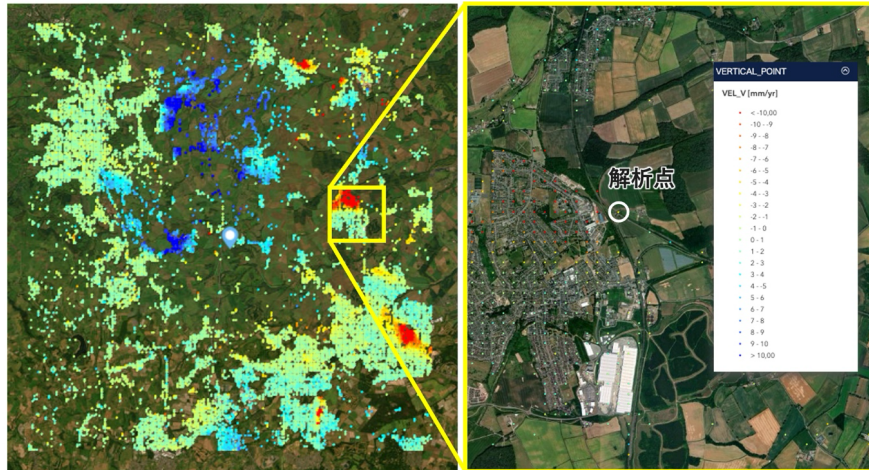 VERTICAL_POINT
VEL_V [mm/yr]
< -10,00
-10 - -9
-9 - -8
-8 - -7
-7 - -6
-6 - -5
-5 - -4
-4 - -3
-3 - -2
-2 - -1
-1 - 0
0 - 1
1 - 2
2 - 3
3 - 4
4 - -5
5 - 6
6 - 7
7 - 8
8 - 9
9 - 10
> 10,00
解析点